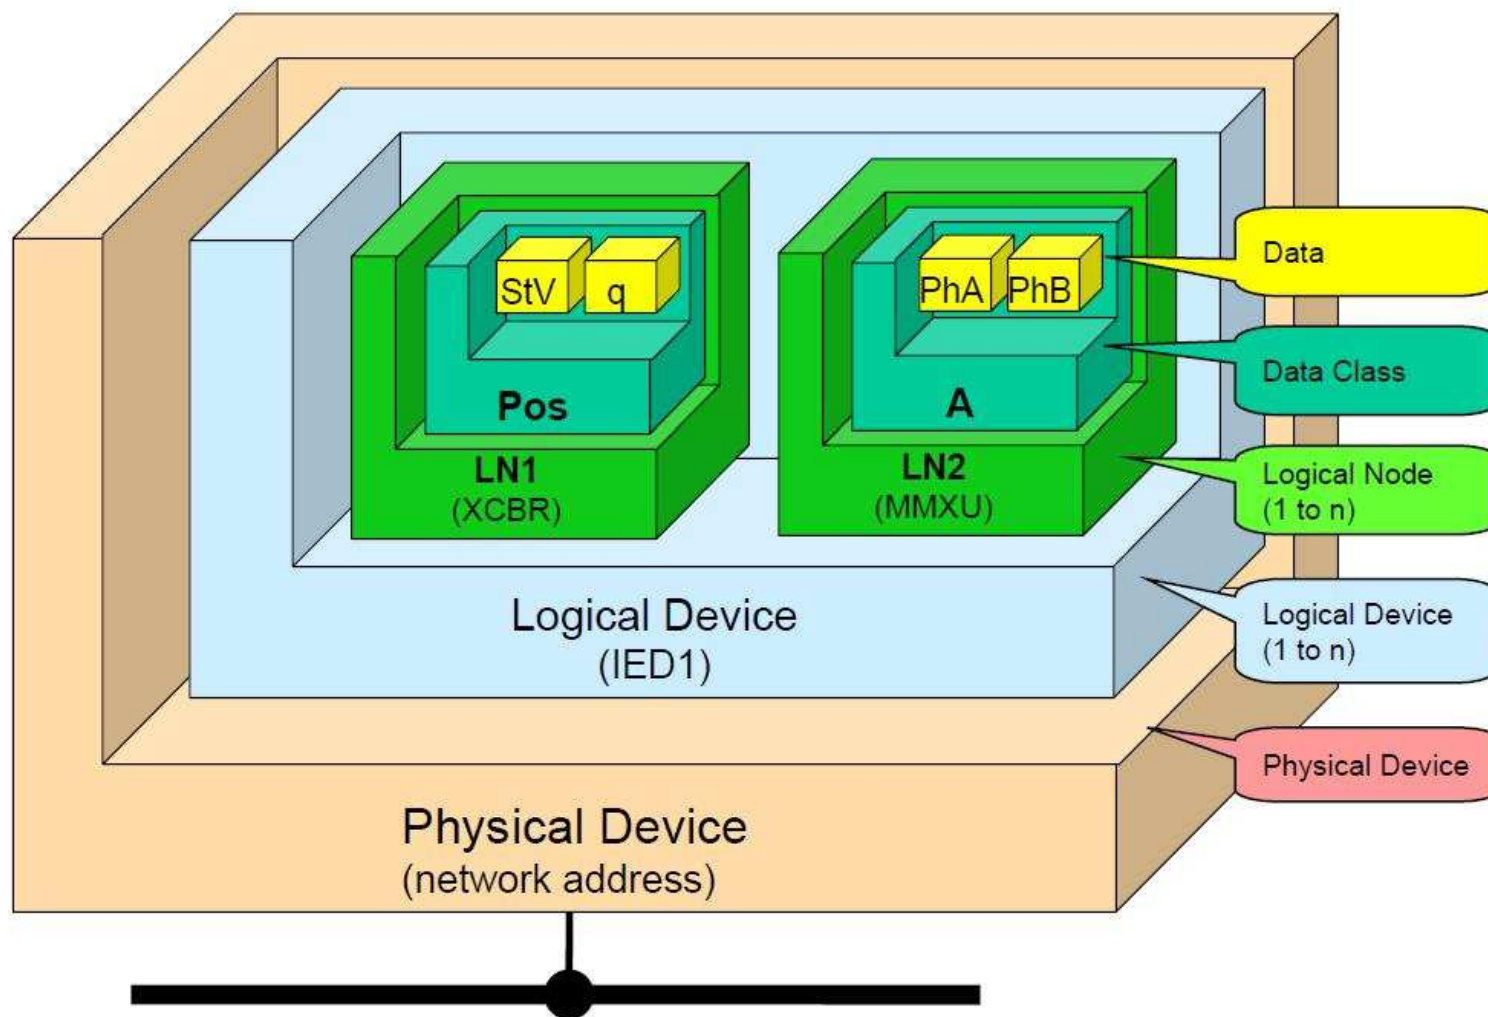 StV
q
Pos
LN1
(XCBR)
PhA
PhB
A
LN2
(MMXU)
Logical Device
(IED1)
Physical Device
(network address)
Data
Data Class
Logical Node
(1 to n)
Logical Device
(1 to n)
Physical Device